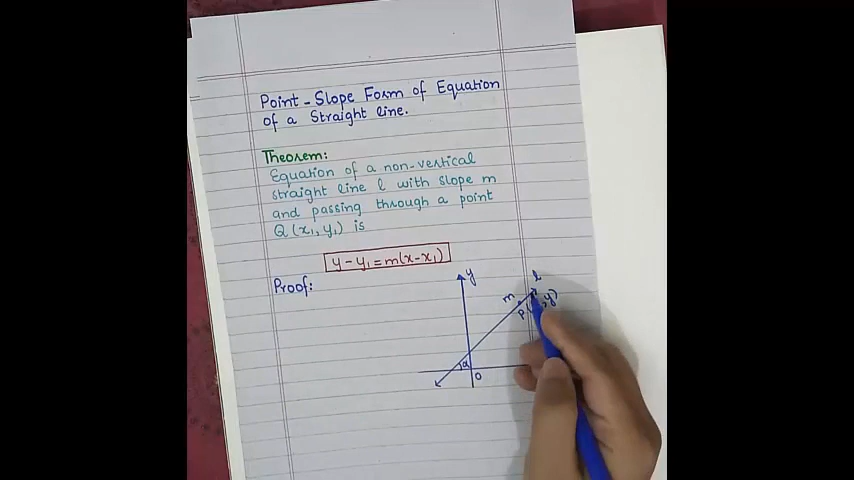 Point - Slope Form of Equation
of a Straight line.
Theorem:
Equation of a non-vertical
straight line l with slope m
and passing through a point
Q (x₁, y₁) is
y-y₁ = m(x-x₁)
Proof:
y
l
m
P( ,y)
α
O